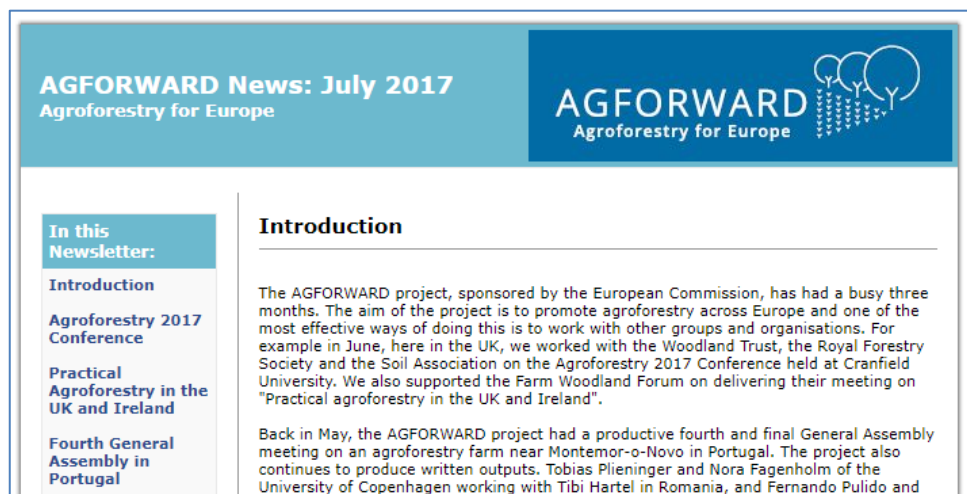 AGFORWARD News: July 2017
Agroforestry for Europe
AGFORWARD
Agroforestry for Europe
In this
Newsletter:
Introduction
Agroforestry 2017
Conference
Practical
Agroforestry in the
UK and Ireland
Fourth General
Assembly in
Portugal
Introduction
The AGFORWARD project, sponsored by the European Commission, has had a busy three
months. The aim of the project is to promote agroforestry across Europe and one of the
most effective ways of doing this is to work with other groups and organisations. For
example in June, here in the UK, we worked with the Woodland Trust, the Royal Forestry
Society and the Soil Association on the Agroforestry 2017 Conference held at Cranfield
University. We also supported the Farm Woodland Forum on delivering their meeting on
"Practical agroforestry in the UK and Ireland".
Back in May, the AGFORWARD project had a productive fourth and final General Assembly
meeting on an agroforestry farm near Montemor-o-Novo in Portugal. The project also
continues to produce written outputs. Tobias Plieninger and Nora Fagenholm of the
University of Copenhagen working with Tibi Hartel in Romania, and Fernando Pulido and